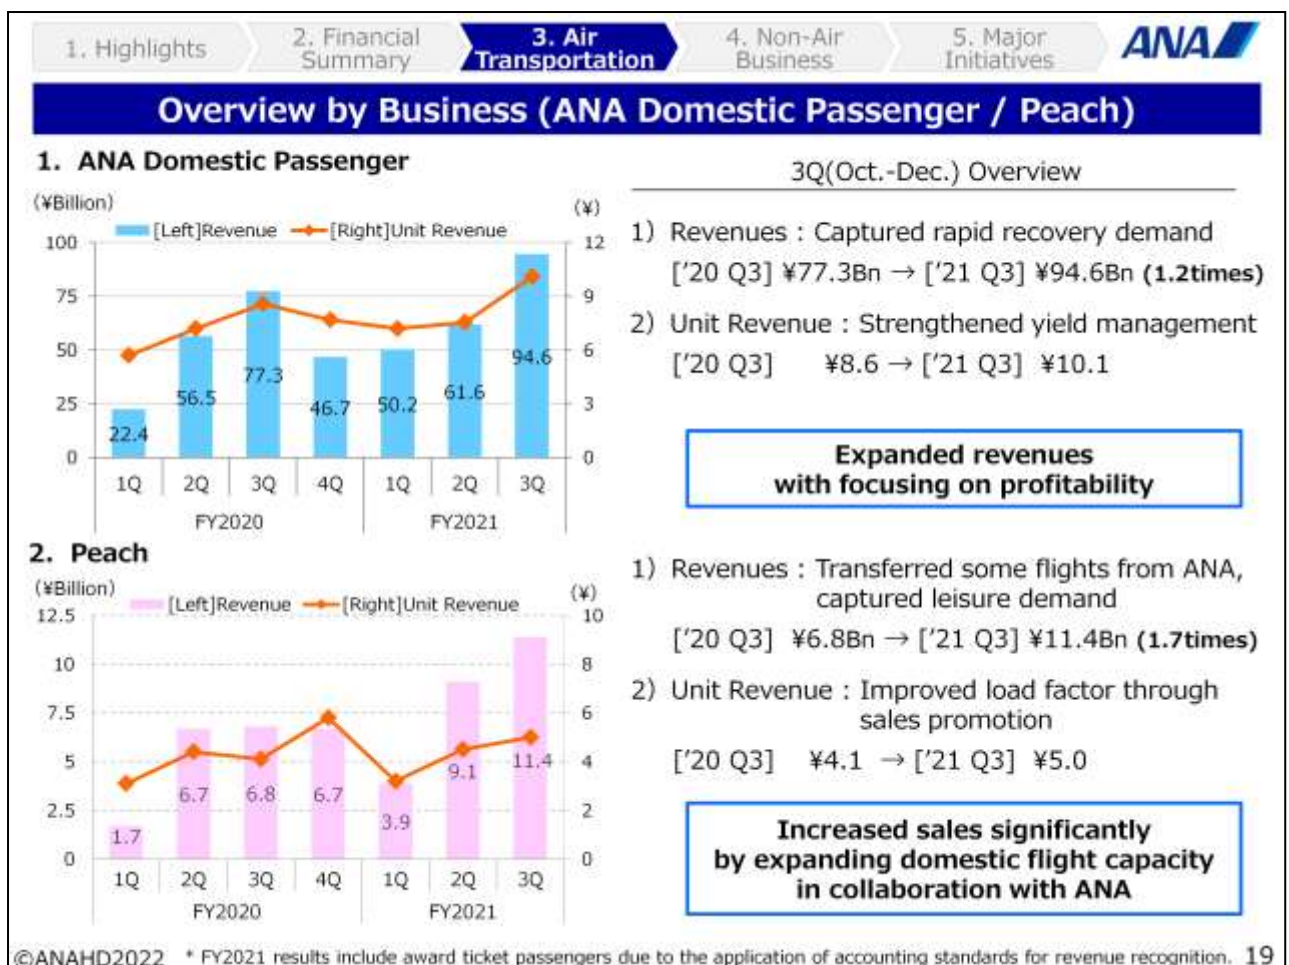 1. Highlights
2. Financial
Summary
3. Air
Transportation
4. Non-Air
Business
5. Major
Initiatives
ANA
Overview by Business (ANA Domestic Passenger / Peach)
1. ANA Domestic Passenger
(¥Billion)
(¥)
[Left]Revenue [Right]Unit Revenue
100
75
50
25
0
12
9
6
3
0
22.4
56.5
77.3
46.7
50.2
61.6
94.6
1Q 2Q 3Q 4Q 1Q 2Q 3Q
FY2020 FY2021
3Q(Oct.-Dec.) Overview
1) Revenues : Captured rapid recovery demand
['20 Q3] ¥77.3Bn → ['21 Q3] ¥94.6Bn (1.2times)
2) Unit Revenue : Strengthened yield management
['20 Q3] ¥8.6 → ['21 Q3] ¥10.1
Expanded revenues
with focusing on profitability
2. Peach
(¥Billion)
(¥)
[Left]Revenue [Right]Unit Revenue
12.5
10
7.5
5
2.5
0
10
8
6
4
2
0
1.7
6.7
6.8
6.7
3.9
9.1
11.4
1Q 2Q 3Q 4Q 1Q 2Q 3Q
FY2020 FY2021
1) Revenues : Transferred some flights from ANA,
captured leisure demand
['20 Q3] ¥6.8Bn → ['21 Q3] ¥11.4Bn (1.7times)
2) Unit Revenue : Improved load factor through
sales promotion
['20 Q3] ¥4.1 → ['21 Q3] ¥5.0
Increased sales significantly
by expanding domestic flight capacity
in collaboration with ANA
©ANAHD2022 * FY2021 results include award ticket passengers due to the application of accounting standards for revenue recognition. 19